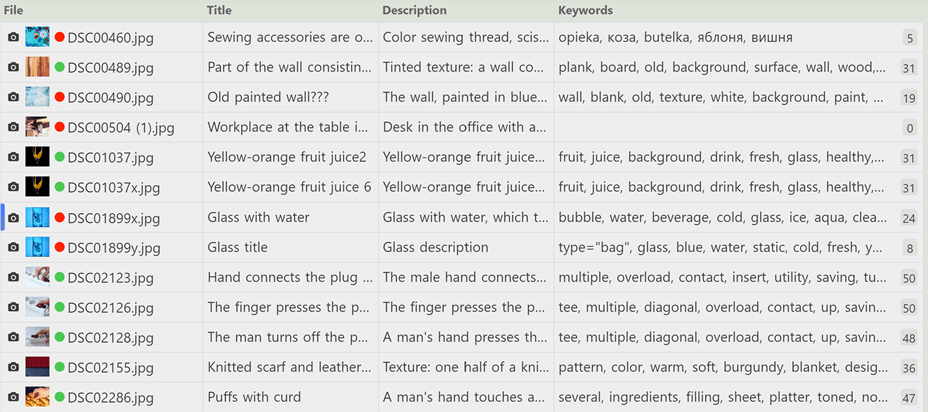 File Title Description Keywords
DSC00460.jpg Sewing accessories are o... Color sewing thread, scis... opieka, коза, butelka, яблоня, вишня 5
DSC00489.jpg Part of the wall consistin... Tinted texture: a wall co... plank, board, old, background, surface, wall, wood,... 31
DSC00490.jpg Old painted wall??? The wall, painted in blue... wall, blank, old, texture, white, background, paint, ... 19
DSC00504 (1).jpg Workplace at the table i... Desk in the office with a... 0
DSC01037.jpg Yellow-orange fruit juice2 Yellow-orange fruit juice... fruit, juice, background, drink, fresh, glass, healthy,... 31
DSC01037x.jpg Yellow-orange fruit juice 6 Yellow-orange fruit juice... fruit, juice, background, drink, fresh, glass, healthy,... 31
DSC01899x.jpg Glass with water Glass with water, which t... bubble, water, beverage, cold, glass, ice, aqua, clea... 24
DSC01899y.jpg Glass title Glass description type="bag", glass, blue, water, static, cold, fresh, y... 8
DSC02123.jpg Hand connects the plug ... The male hand connects... multiple, overload, contact, insert, utility, saving, tu... 50
DSC02126.jpg The finger presses the p... The finger presses the p... tee, multiple, diagonal, overload, contact, up, savin... 50
DSC02128.jpg The man turns off the p... A man's hand presses th... tee, multiple, diagonal, overload, contact, up, savin... 48
DSC02155.jpg Knitted scarf and leather... Texture: one half of a kni... pattern, color, warm, soft, burgundy, blanket, desig... 36
DSC02286.jpg Puffs with curd A man's hand touches a... several, ingredients, filling, sheet, platter, toned, no... 47